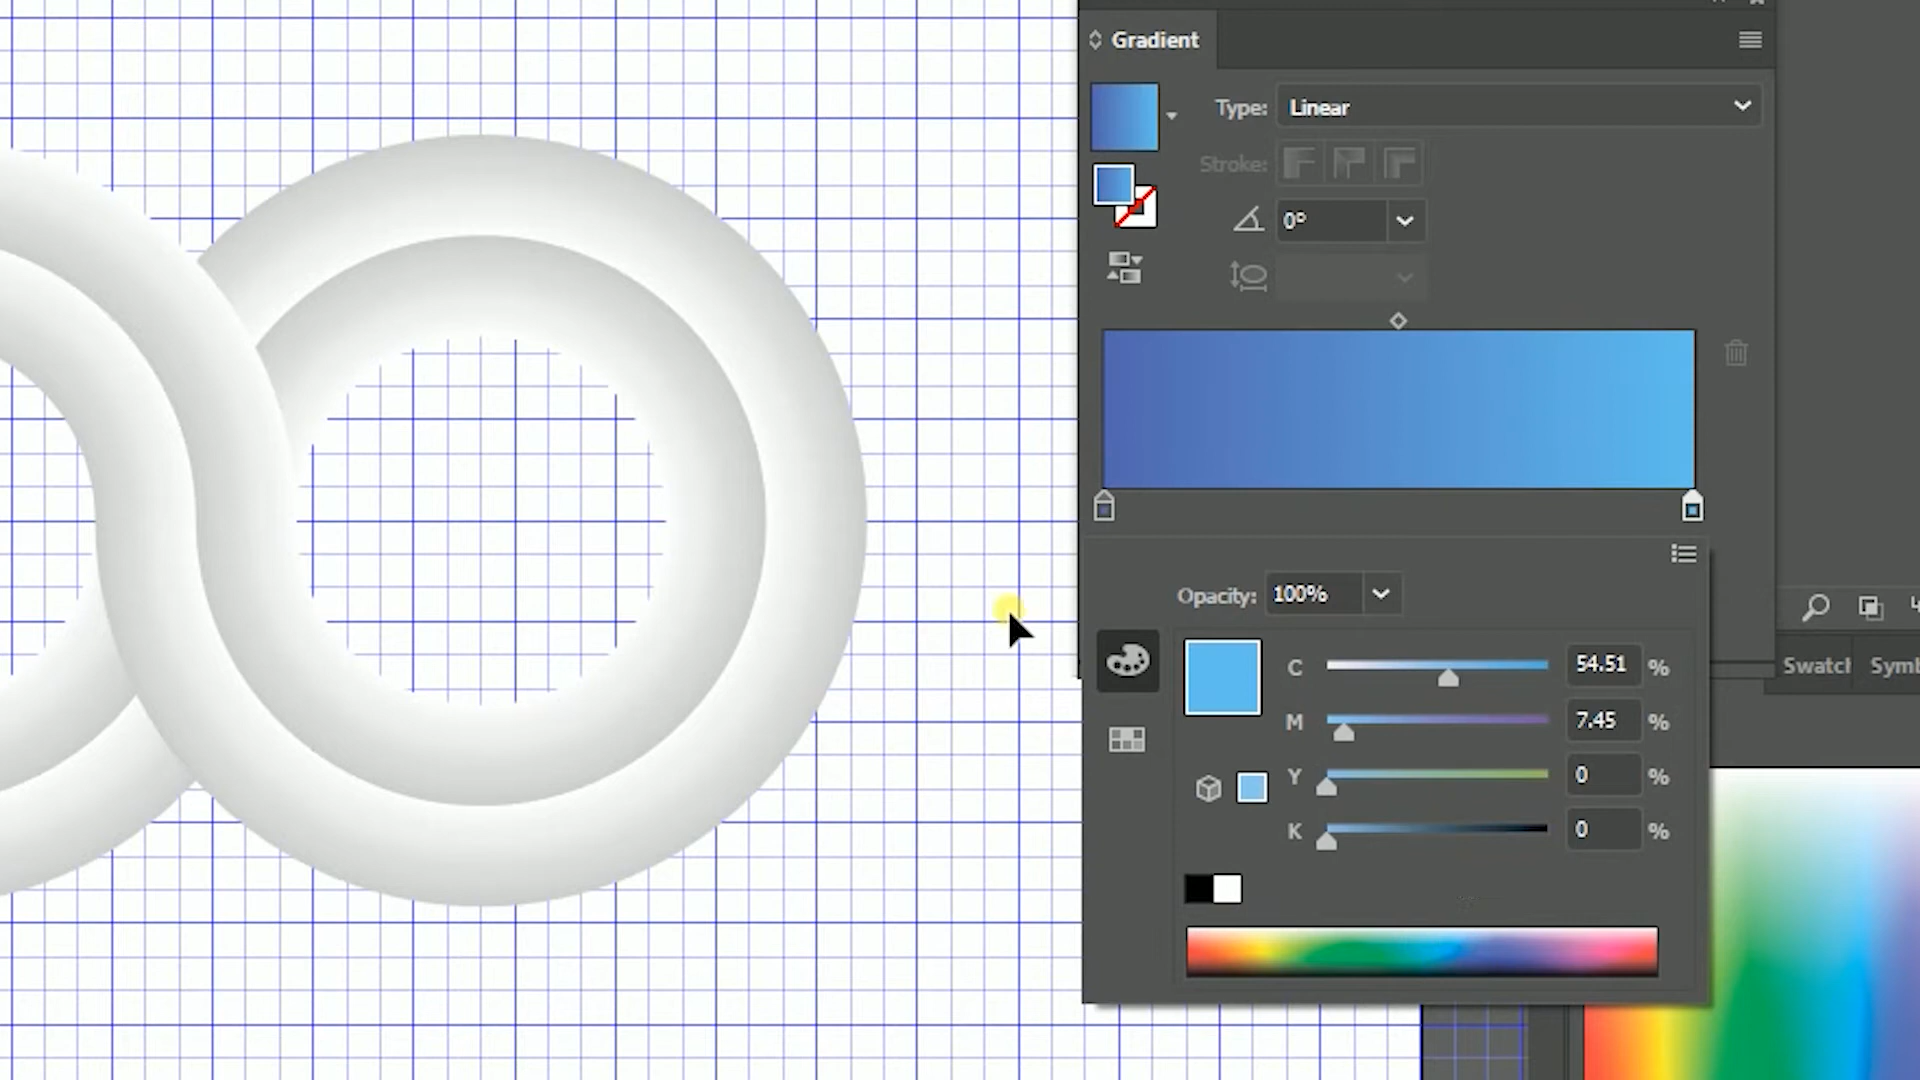 Gradient
Type: Linear
Stroke:
0°
Opacity: 100%
C 54.51 %
M 7.45 %
Y 0 %
K 0 %
Swatcl Symb